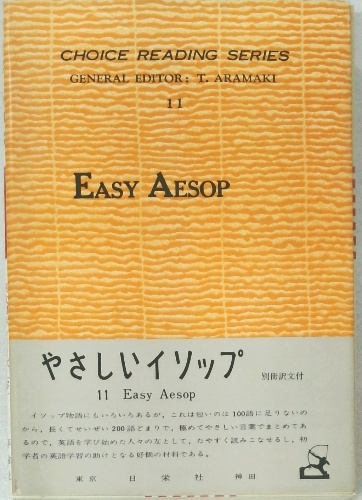 CHOICE READING SERIES
GENERAL EDITOR: T. ARAMAKI
11
EASY AESOP
やさしいイソップ
別冊訳文付
11 Easy Aesop
イソップ物語にもいろいろあるが、これは短いのは100語に足りないの
から、長くてせいぜい200語どまりで、極めてやさしい言葉でまとめてあ
るので、英語を学び始めた人々の友として、たやすく読みこなせるし、初
学者の英語学習の助けとなる好個の材料である。
東京 日栄社 神田